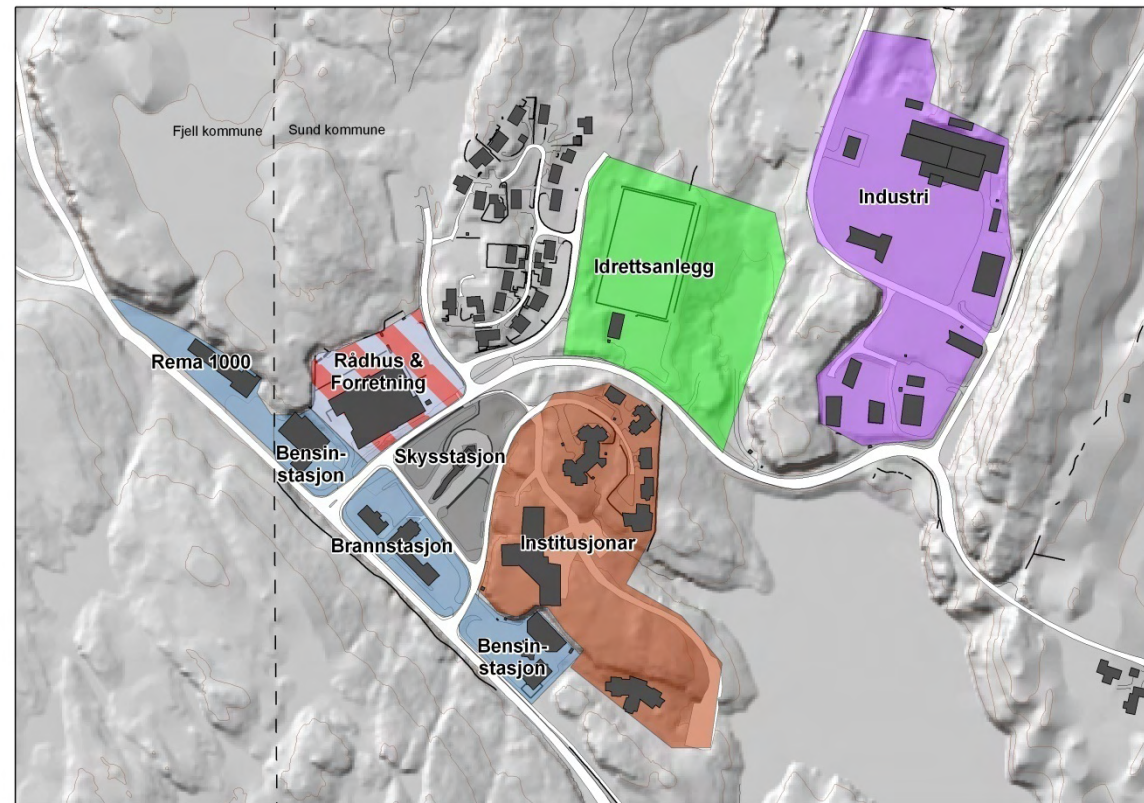 Fjell kommune
Sund kommune
Industri
Idrettsanlegg
Rema 1000
Rådhus &
Forretning
Bensin-
stasjon
Skysstasjon
Brannstasjon
Institusjonar
Bensin-
stasjon